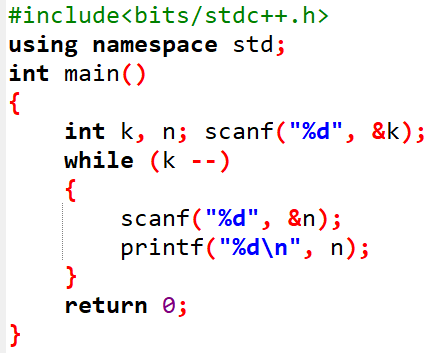 #include<bits/stdc++.h>
using namespace std;
int main()
{
    int k, n; scanf("%d", &k);
    while (k --)
    {
        scanf("%d", &n);
        printf("%d\n", n);
    }
    return 0;
}